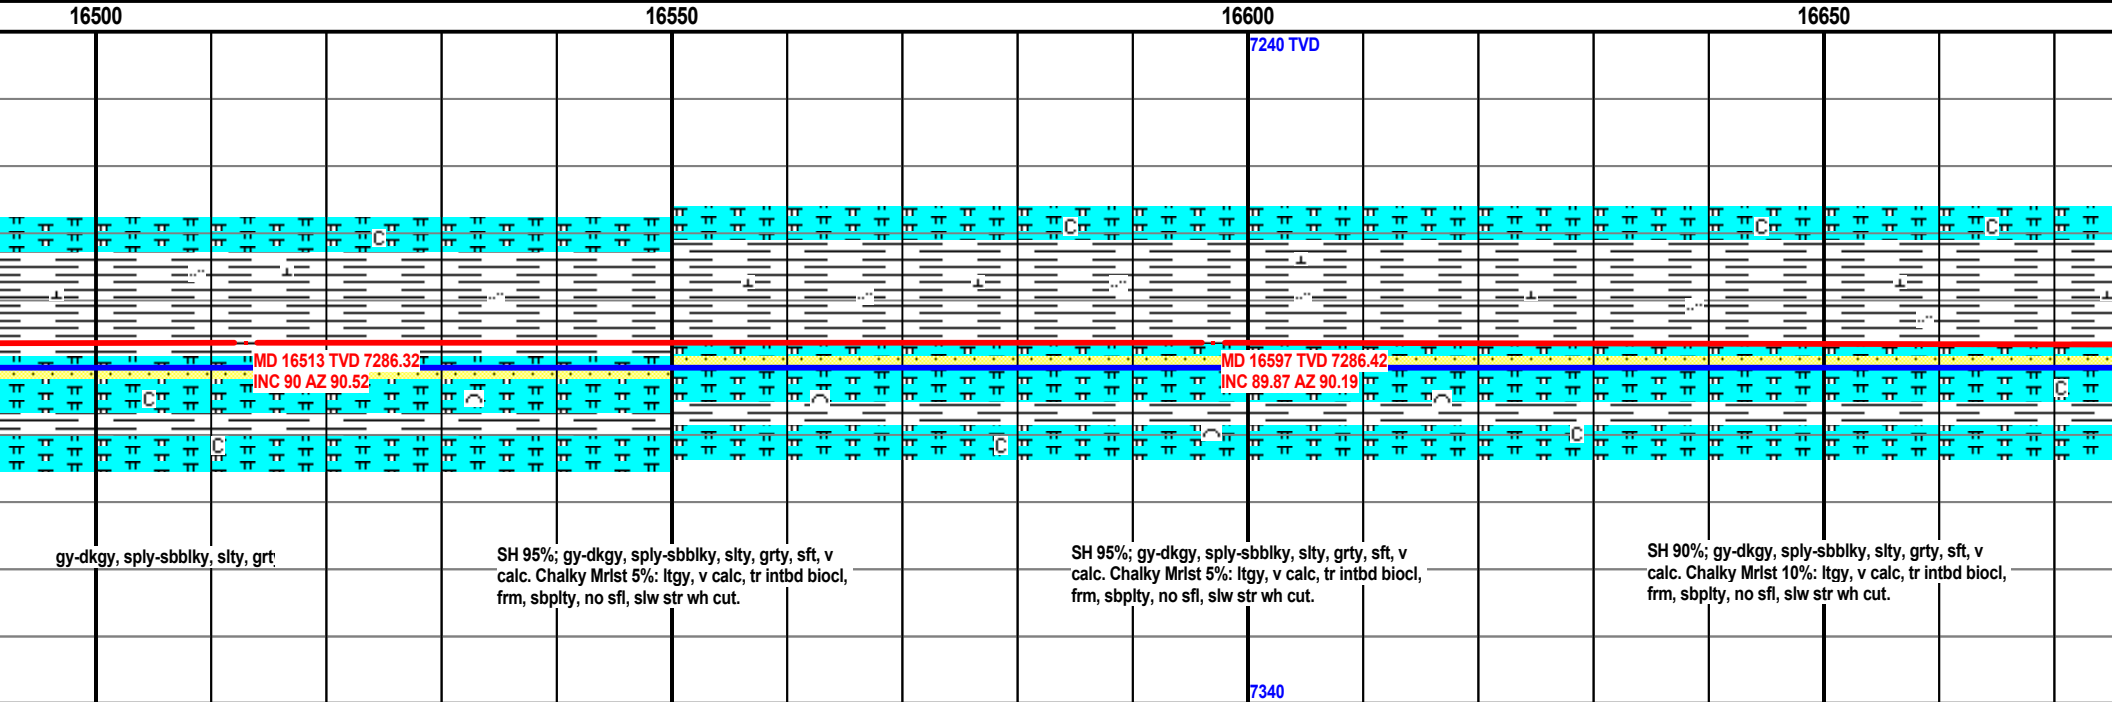 16500 16550 16600 16650
7240 TVD
MD 16513 TVD 7286.32
INC 90 AZ 90.52
MD 16597 TVD 7286.42
INC 89.87 AZ 90.19
gy-dkgy, sply-sbblky, slty, grt
SH 95%; gy-dkgy, sply-sbblky, slty, grty, sft, v
calc. Chalky Mrlst 5%: ltgy, v calc, tr intbd biocl,
frm, sbplty, no sfl, slw str wh cut.
SH 95%; gy-dkgy, sply-sbblky, slty, grty, sft, v
calc. Chalky Mrlst 5%: ltgy, v calc, tr intbd biocl,
frm, sbplty, no sfl, slw str wh cut.
SH 90%; gy-dkgy, sply-sbblky, slty, grty, sft, v
calc. Chalky Mrlst 10%: ltgy, v calc, tr intbd biocl,
frm, sbplty, no sfl, slw str wh cut.
7340
C
C
C
C
C
C
C
C
C